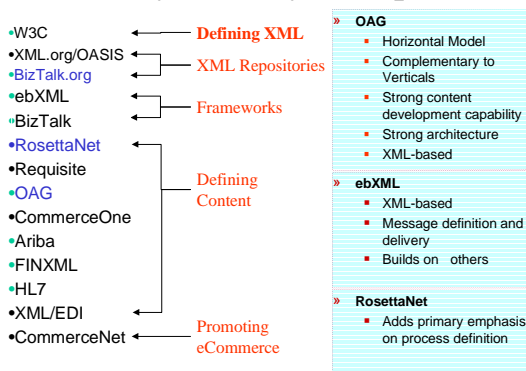 •W3C
•XML.org/OASIS
•BizTalk.org
•ebXML
•BizTalk
•RosettaNet
•Requisite
•OAG
•CommerceOne
•Ariba
•FINXML
•HL7
•XML/EDI
•CommerceNet
Defining XML
XML Repositories
Frameworks
Defining
Content
Promoting
eCommerce
» OAG
▪ Horizontal Model
▪ Complementary to
Verticals
▪ Strong content
development capability
▪ Strong architecture
▪ XML-based
» ebXML
▪ XML-based
▪ Message definition and
delivery
▪ Builds on others
» RosettaNet
▪ Adds primary emphasis
on process definition